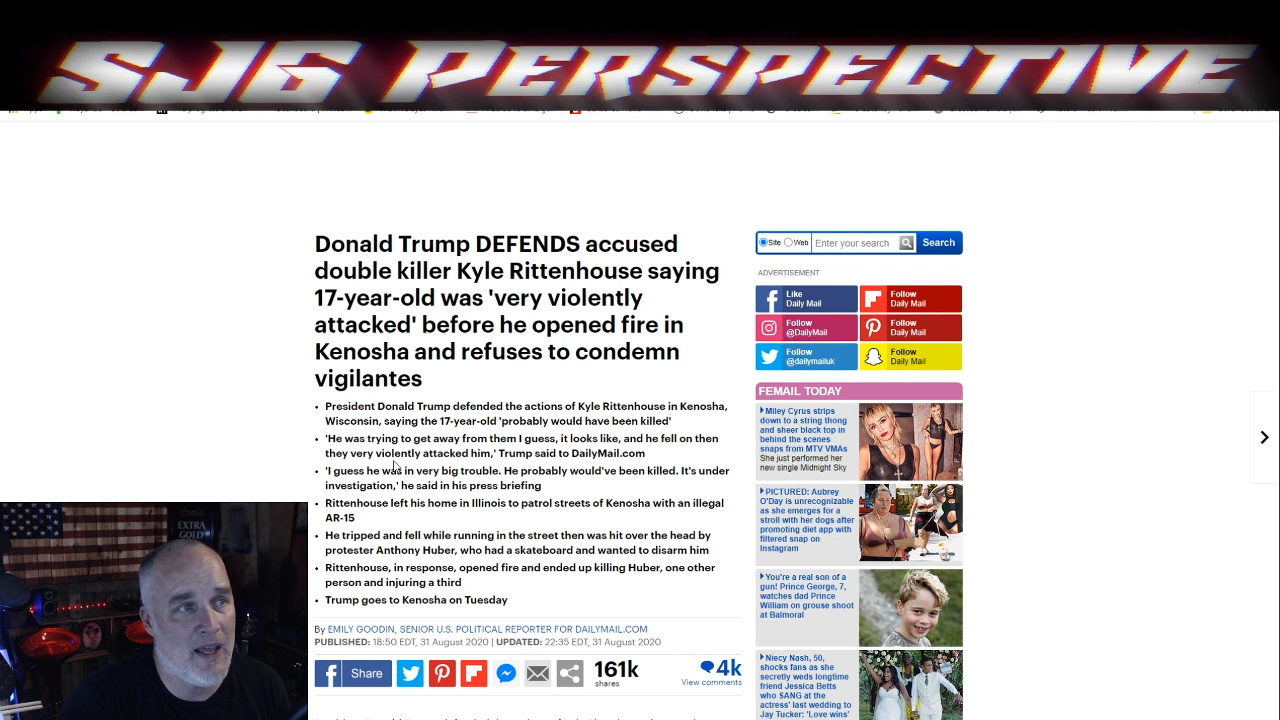 SJG PERSPECTIVE
Donald Trump DEFENDS accused
double killer Kyle Rittenhouse saying
17-year-old was 'very violently
attacked' before he opened fire in
Kenosha and refuses to condemn
vigilantes
• President Donald Trump defended the actions of Kyle Rittenhouse in Kenosha,
Wisconsin, saying the 17-year-old 'probably would have been killed'
• 'He was trying to get away from them I guess, it looks like, and he fell on then
they very violently attacked him,' Trump said to DailyMail.com
• 'I guess he was in very big trouble. He probably would've been killed. It's under
investigation,' he said in his press briefing
• Rittenhouse left his home in Illinois to patrol streets of Kenosha with an illegal
AR-15
• He tripped and fell while running in the street then was hit over the head by
protester Anthony Huber, who had a skateboard and wanted to disarm him
• Rittenhouse, in response, opened fire and ended up killing Huber, one other
person and injuring a third
• Trump goes to Kenosha on Tuesday
By EMILY GOODIN, SENIOR U.S. POLITICAL REPORTER FOR DAILYMAIL.COM
PUBLISHED: 18:50 EDT, 31 August 2020 | UPDATED: 22:35 EDT, 31 August 2020
Share
161k
shares
4k
View comments
Site Web Enter your search Search
ADVERTISEMENT
Like
Daily Mail
Follow
Daily Mail
Follow
@DailyMail
Follow
Daily Mail
Follow
@dailymailuk
Follow
Daily Mail
FEMAIL TODAY
Miley Cyrus strips
down to a string thong
and sheer black top in
behind the scenes
snaps from MTV VMAs
She just performed her
new single Midnight Sky
PICTURED: Aubrey
O'Day is unrecognizable
as she emerges for a
stroll with her dogs after
promoting diet app with
filtered snap on
Instagram
You're a real son of a
gun! Prince George, 7,
watches dad Prince
William on grouse shoot
at Balmoral
Niecy Nash, 50,
shocks fans as she
secretly weds longtime
friend Jessica Betts
who SANG at the
actress' last wedding to
Jay Tucker: 'Love wins'
EXTRA
GOLD